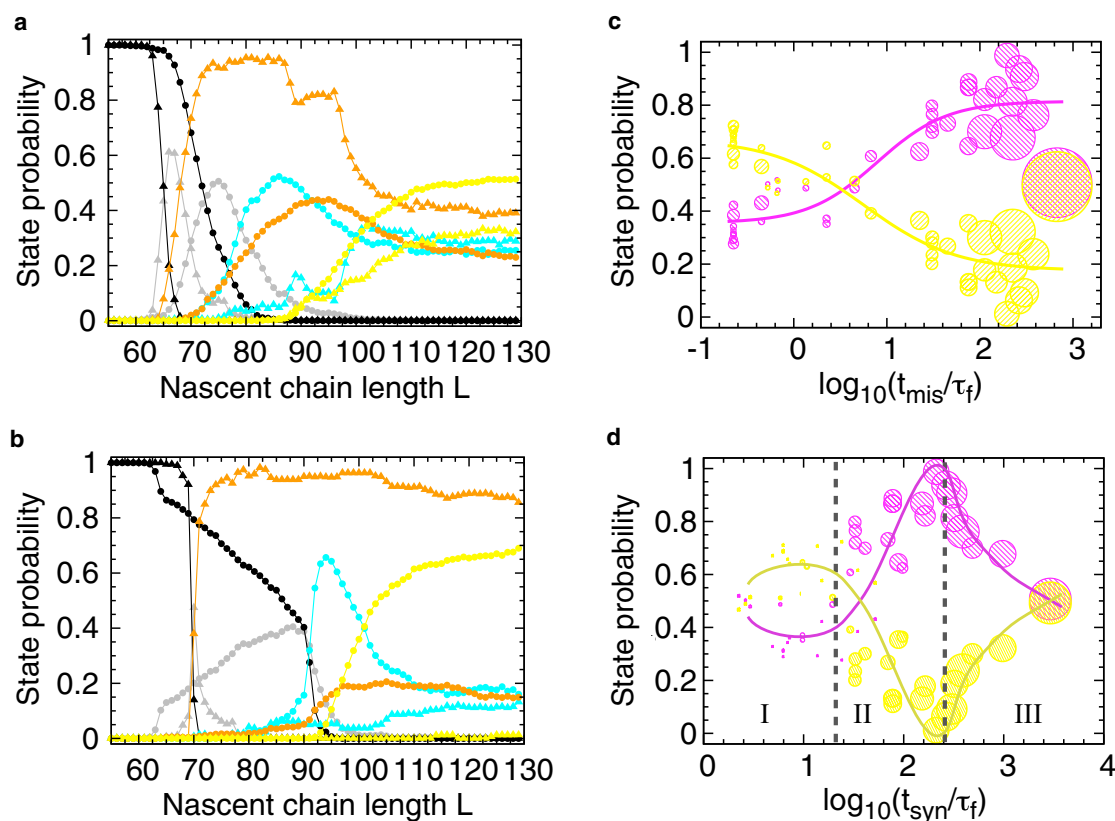 a
State probability
1
0.8
0.6
0.4
0.2
0
60 70 80 90 100 110 120 130
Nascent chain length L
b
State probability
1
0.8
0.6
0.4
0.2
0
60 70 80 90 100 110 120 130
Nascent chain length L
c
State probability
1
0.8
0.6
0.4
0.2
0
-1 0 1 2 3
log10(tmis/τf)
d
State probability
1
0.8
0.6
0.4
0.2
0
I II III
0 1 2 3 4
log10(tsyn/τf)